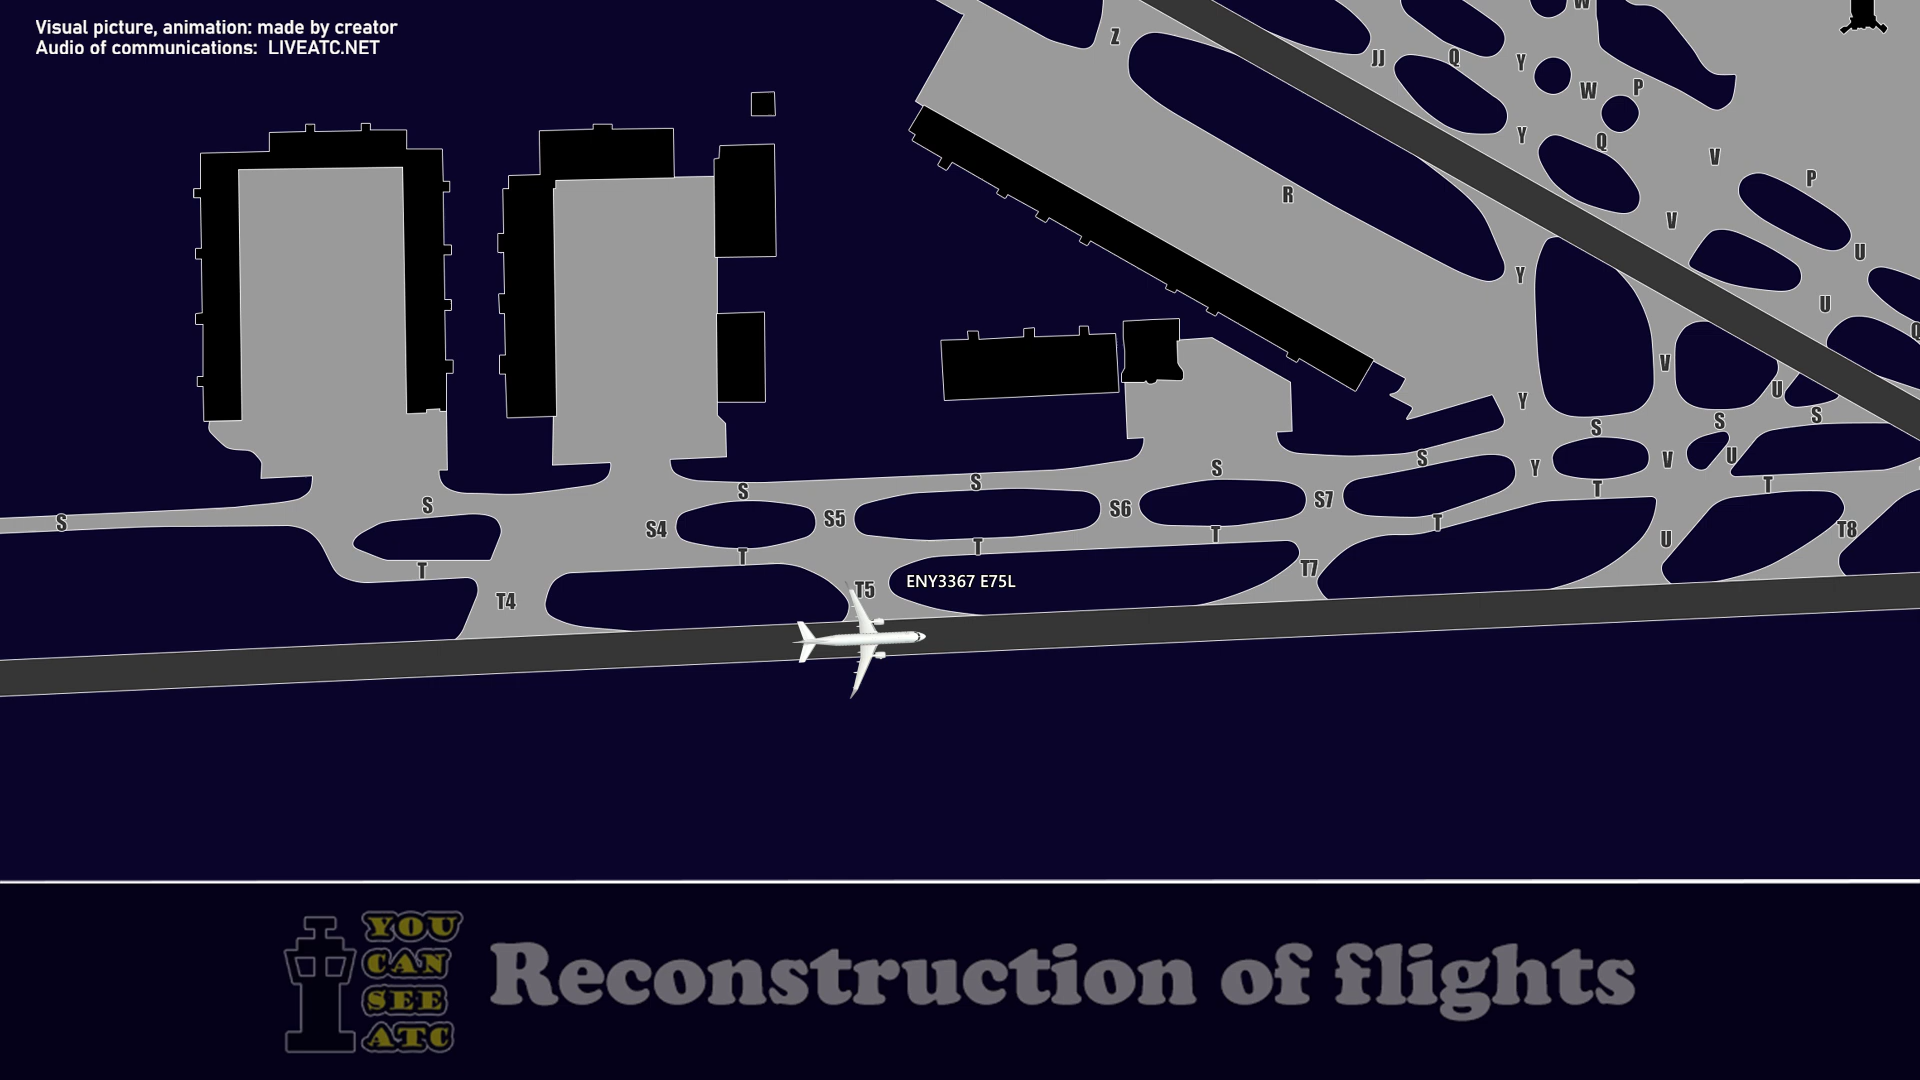 Visual picture, animation: made by creator
Audio of communications: LIVEATC.NET
W
Z
JJ
Q
Y
W
P
Y
Q
V
P
R
V
U
Y
U
Q
V
U
Y
S
S
S
S
Y
V
U
S
S
S
T
T
S
S4
S5
S6
S7
S
T
T
T
T8
T
T
T7
U
T4
T5
ENY3367 E75L
YOU
CAN
SEE
ATC
Reconstruction of flights